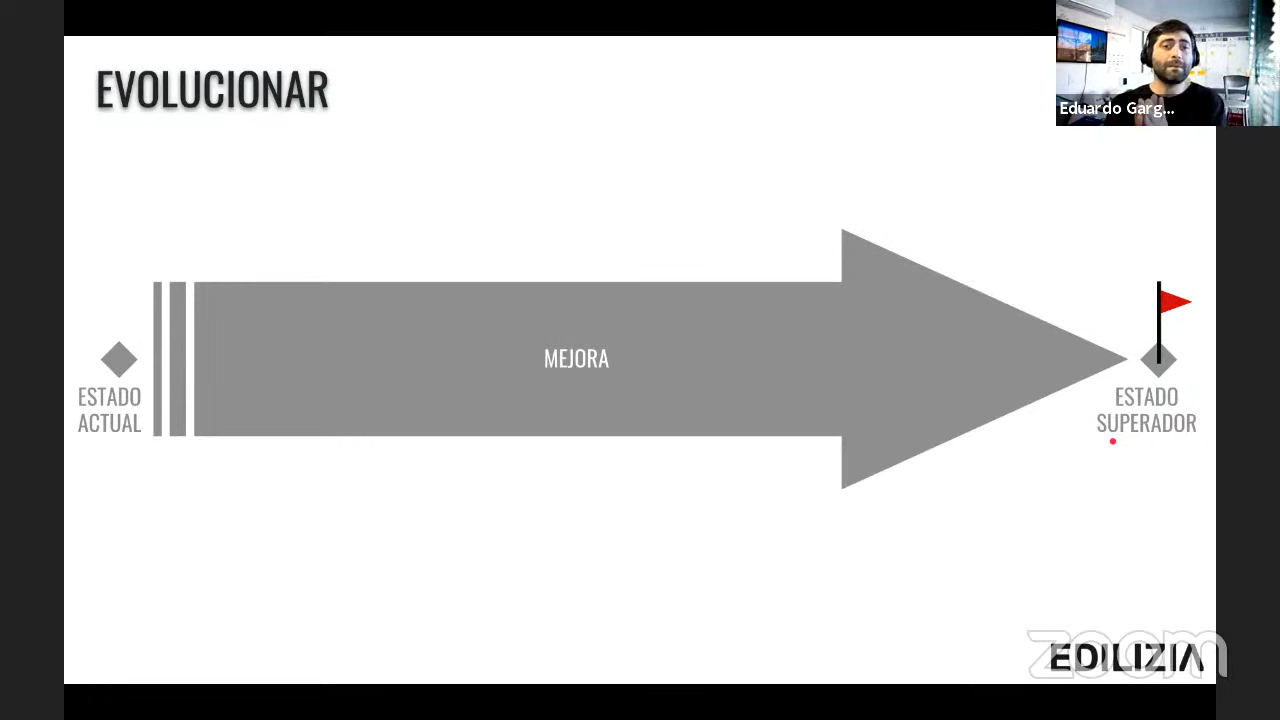 EVOLUCIONAR
Eduardo Garg...
MEJORA
ESTADO
ACTUAL
ESTADO
SUPERADOR
zoom
EDILIZIA